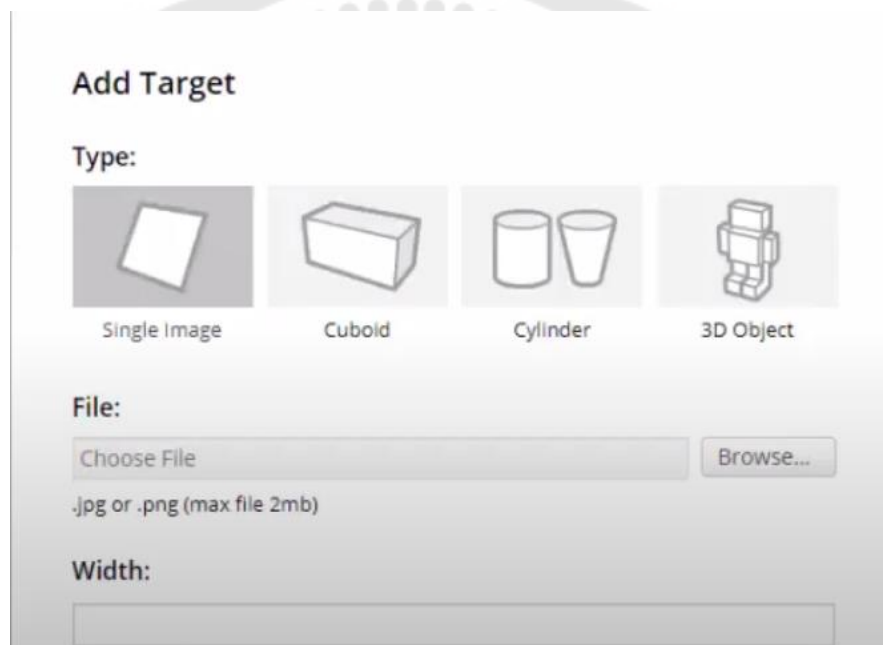 Add Target
Type:
Single Image Cuboid Cylinder 3D Object
File:
Choose File Browse...
.jpg or .png (max file 2mb)
Width: